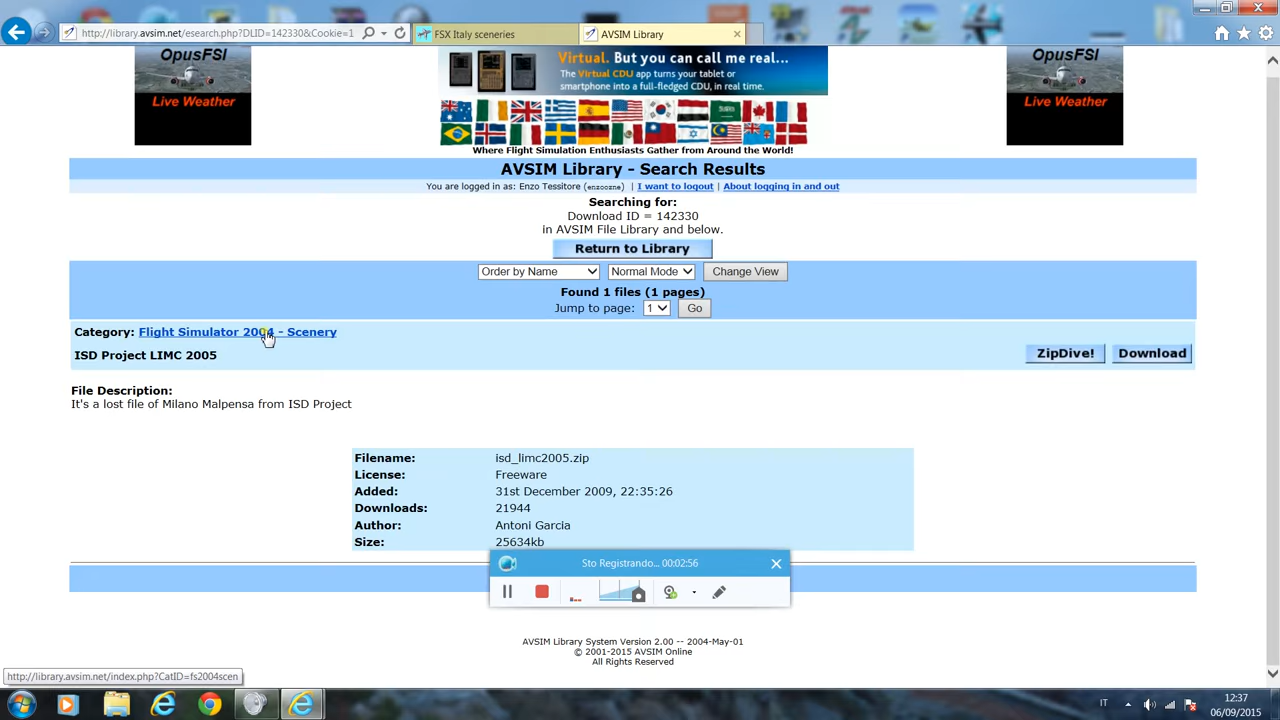 http://library.avsim.net/esearch.php?DLID=142330&Cookie=1
FSX Italy sceneries
AVSIM Library
OpusFSI
Live Weather
Virtual. But you can call me real...
The Virtual CDU app turns your tablet or
smartphone into a full-fledged CDU, in real time.
OpusFSI
Live Weather
Where Flight Simulation Enthusiasts Gather from Around the World!
AVSIM Library - Search Results
You are logged in as: Enzo Tessitore (enzoozne) | I want to logout | About logging in and out
Searching for:
Download ID = 142330
in AVSIM File Library and below.
Return to Library
Order by Name Normal Mode Change View
Found 1 files (1 pages)
Jump to page: 1 Go
Category: Flight Simulator 2004 - Scenery
ISD Project LIMC 2005
ZipDive! Download
File Description:
It's a lost file of Milano Malpensa from ISD Project
Filename: isd_limc2005.zip
License: Freeware
Added: 31st December 2009, 22:35:26
Downloads: 21944
Author: Antoni Garcia
Size: 25634kb
Sto Registrando... 00:02:56
AVSIM Library System Version 2.00 -- 2004-May-01
© 2001-2015 AVSIM Online
All Rights Reserved
http://library.avsim.net/index.php?CatID=fs2004scen
IT
12:37
06/09/2015